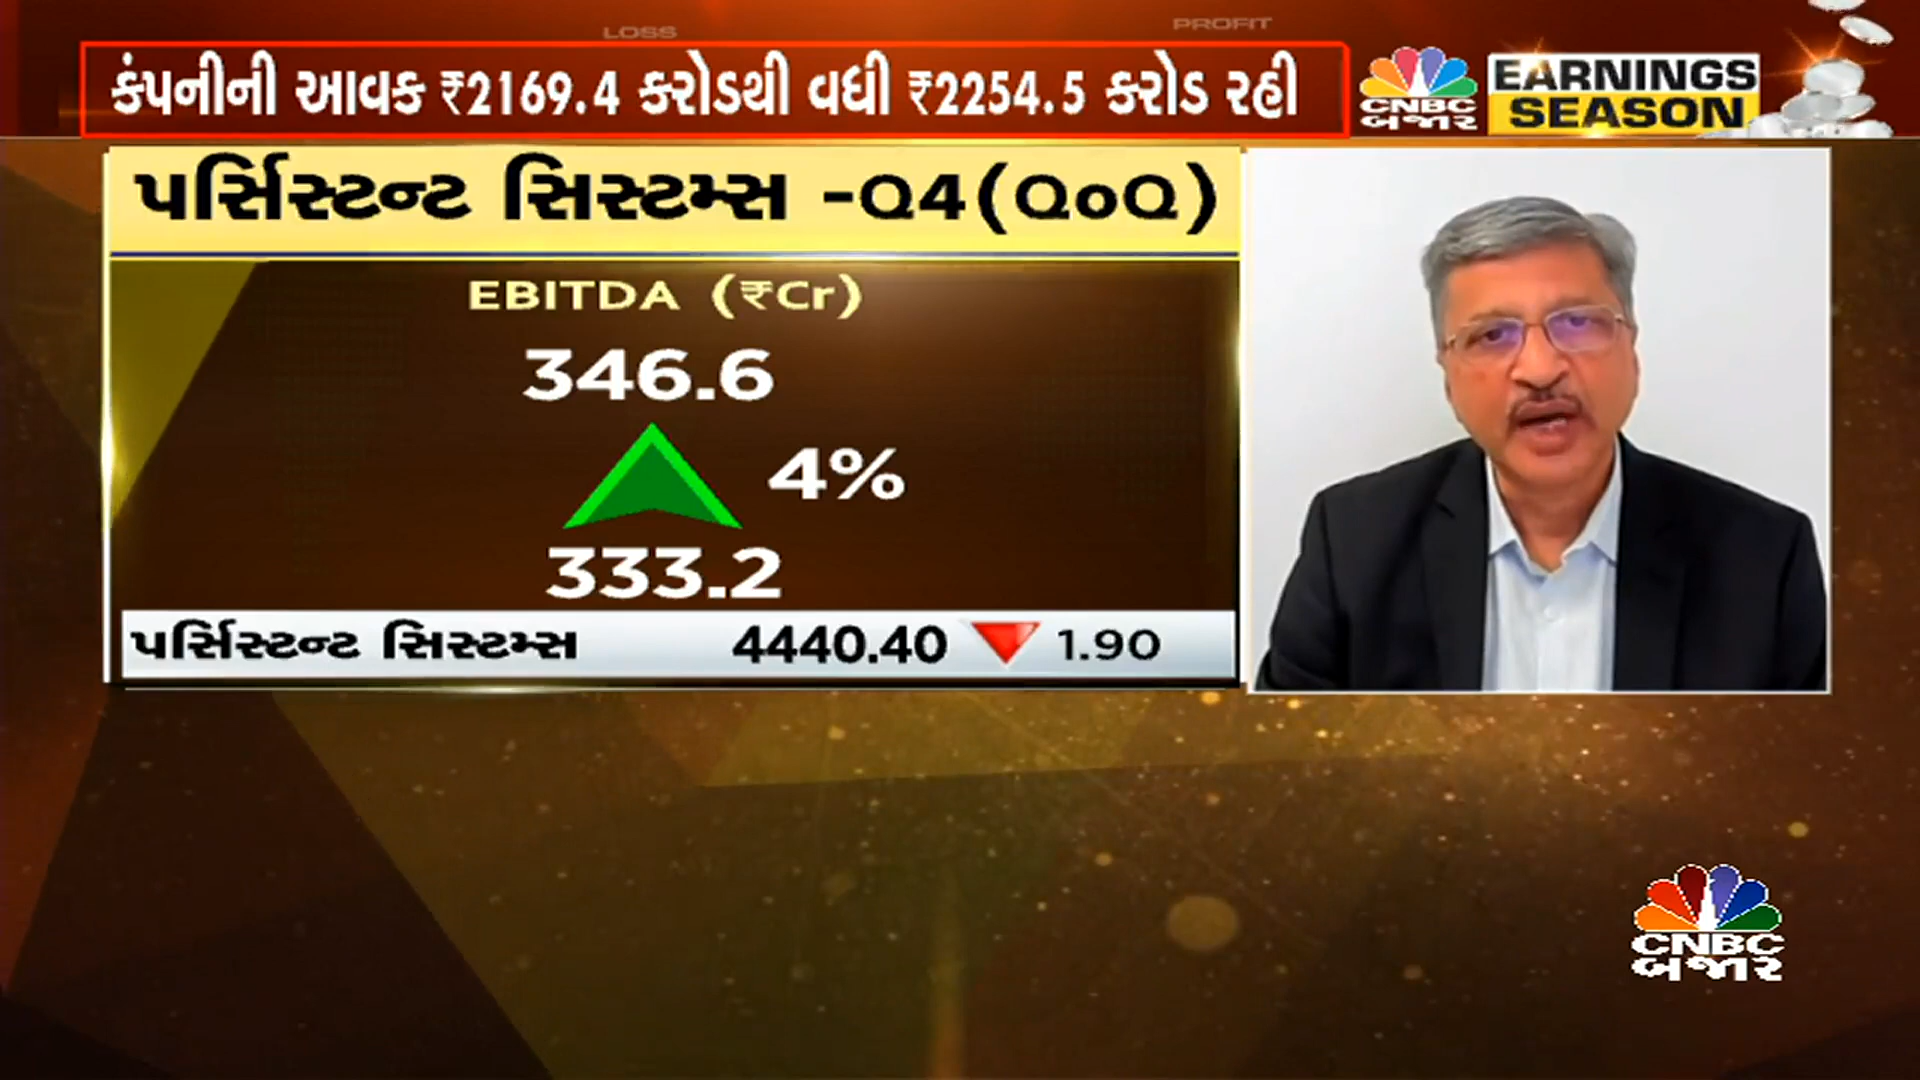 LOSS
PROFIT
કંપનીની આવક ₹2169.4 કરોડથી વધી ₹2254.5 કરોડ રહી
CNBC
બજાર
EARNINGS
SEASON
પર્સિસ્ટન્ટ સિસ્ટમ્સ -Q4(QoQ)
EBITDA (₹Cr)
346.6
4%
333.2
પર્સિસ્ટન્ટ સિસ્ટમ્સ 4440.40 1.90
CNBC
બજાર